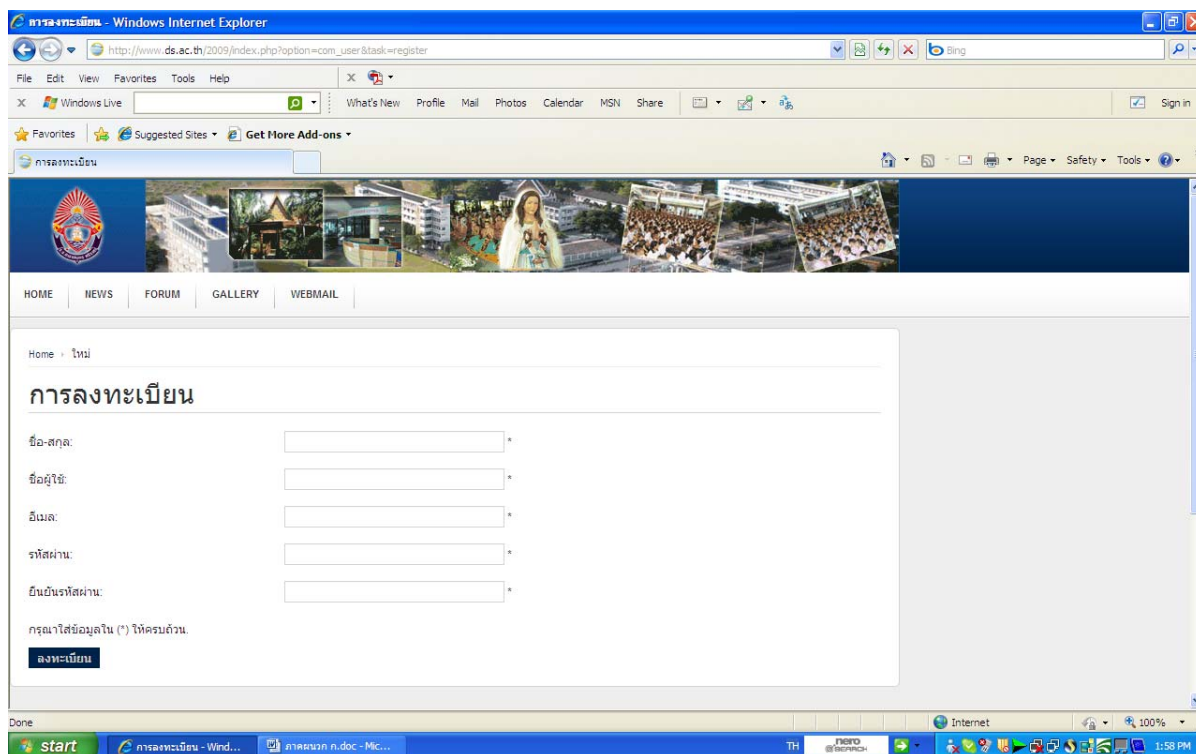 การลงทะเบียน - Windows Internet Explorer
http://www.ds.ac.th/2009/index.php?option=com_user&task=register
Bing
File Edit View Favorites Tools Help
X
X Windows Live What's New Profile Mail Photos Calendar MSN Share Sign in
Favorites Suggested Sites Get More Add-ons
การลงทะเบียน Page Safety Tools
HOME NEWS FORUM GALLERY WEBMAIL
Home ใหม่
การลงทะเบียน
ชื่อ-สกุล: *
ชื่อผู้ใช้: *
อีเมล: *
รหัสผ่าน: *
ยืนยันรหัสผ่าน: *
กรุณาใส่ข้อมูลใน (*) ให้ครบถ้วน.
ลงทะเบียน
Done Internet 100%
start การลงทะเบียน - Wind... ภาคผนวก ก.doc - Mic... TH nero SEARCH 1:58 PM